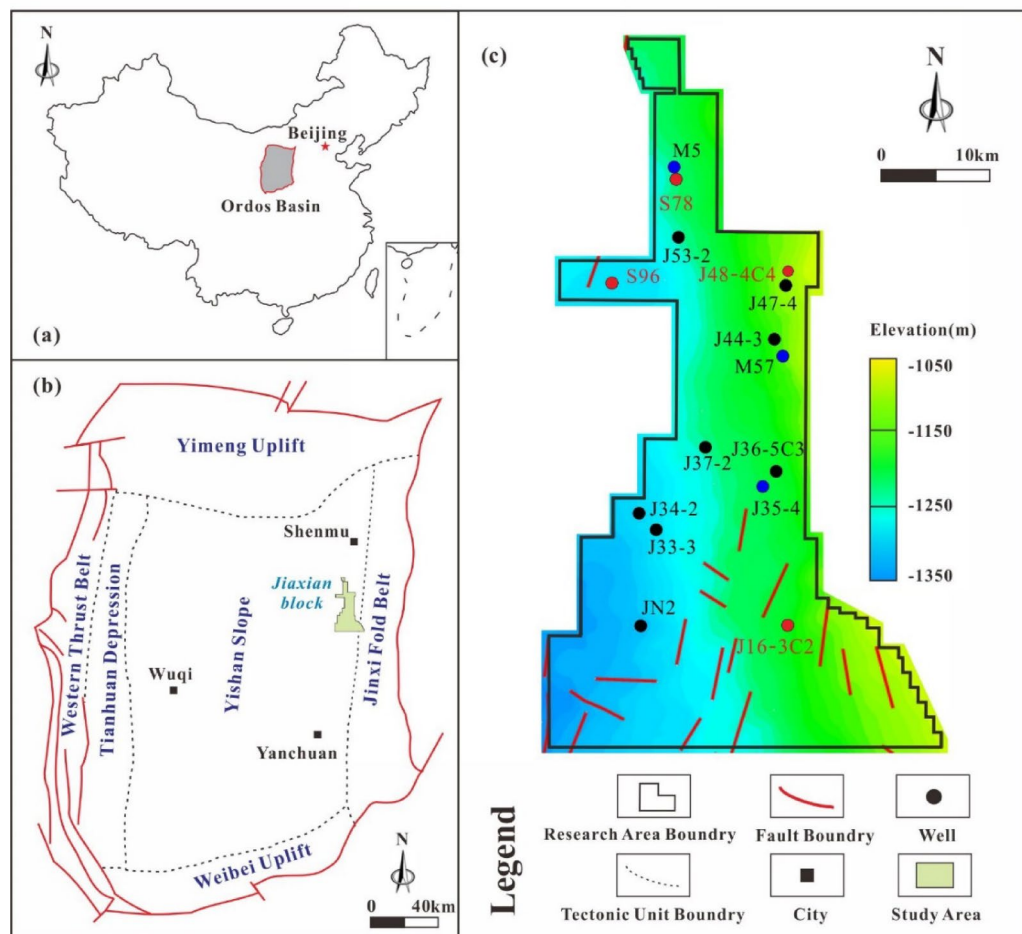 N
Beijing
Ordos Basin
(a)
(b)
Yimeng Uplift
Shenmu
Jiaxian
block
Western Thrust Belt
Tianhuan Depression
Yishan Slope
Jinxi Fold Belt
Wuqi
Yanchuan
Weibei Uplift
N
0 40km
(c)
N
0 10km
M5
S78
J53-2
S96
J48-4C4
J47-4
J44-3
M57
J37-2
J36-5C3
J35-4
J34-2
J33-3
JN2
J16-3C2
Elevation(m)
-1050
-1150
-1250
-1350
Legend
Research Area Boundry
Fault Boundry
Well
Tectonic Unit Boundry
City
Study Area